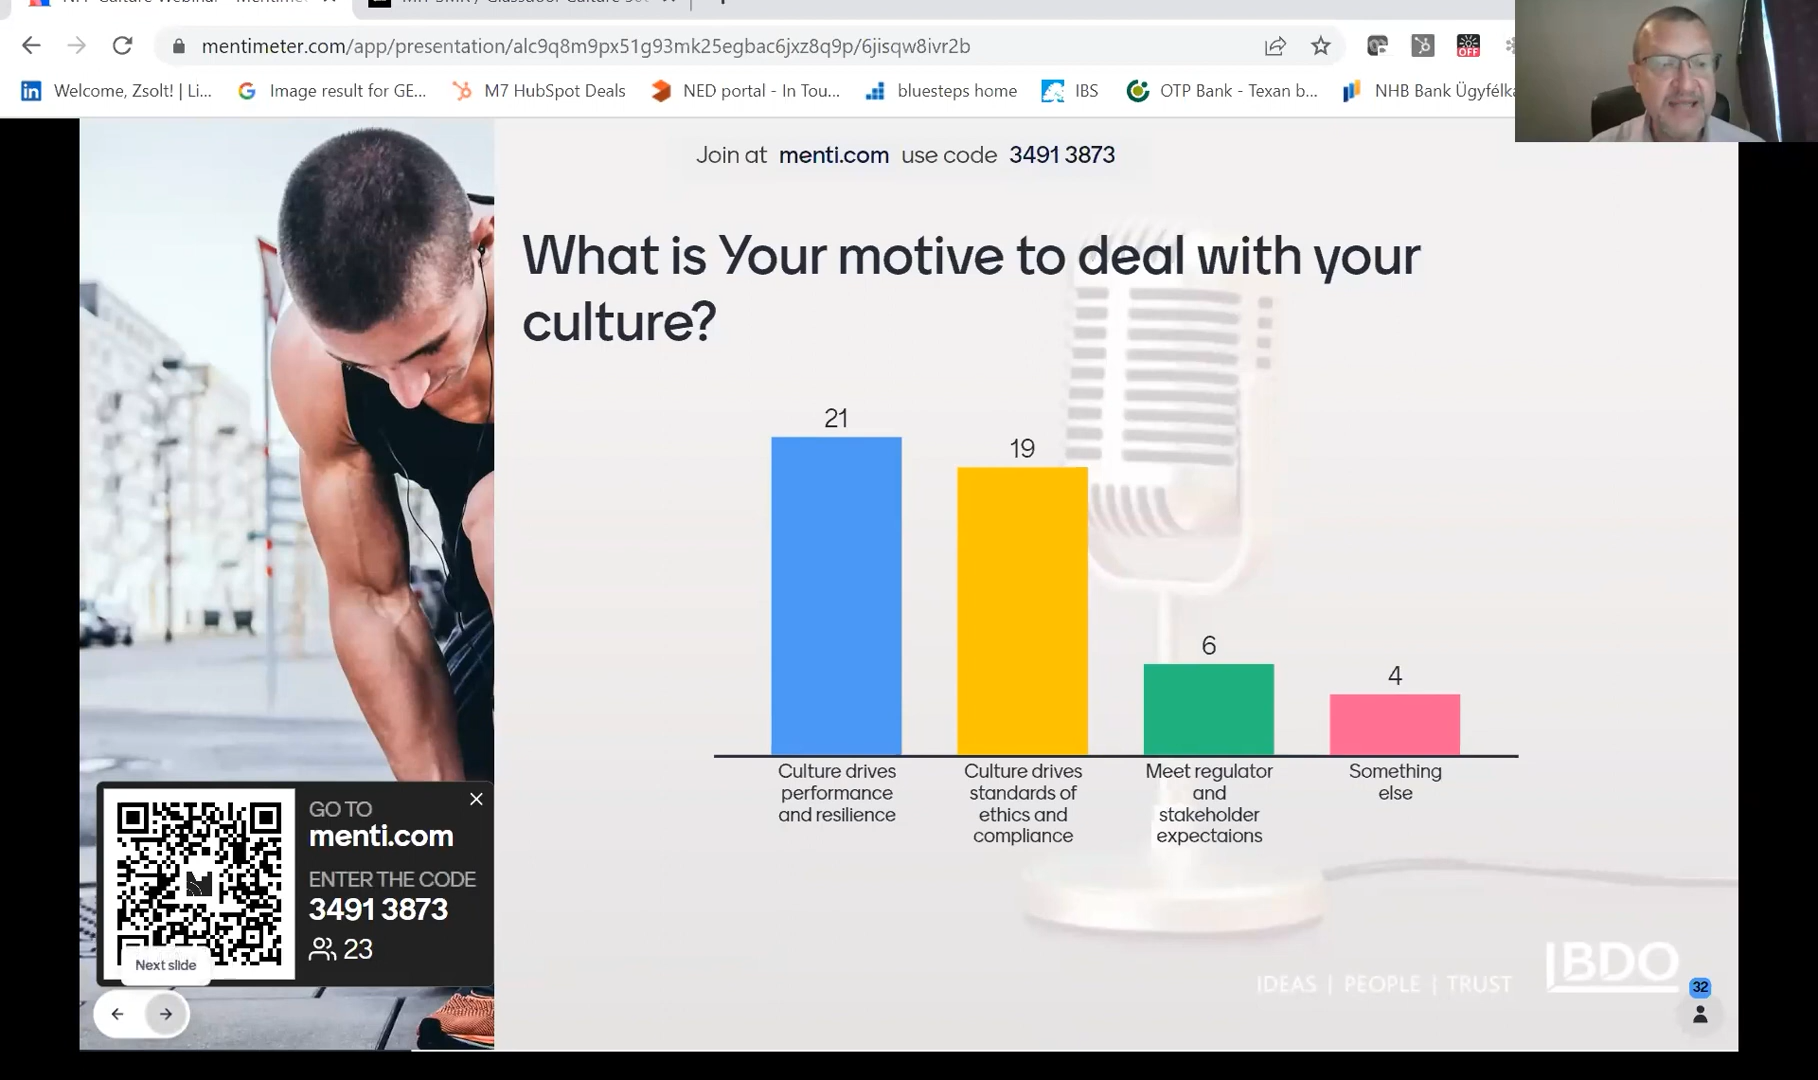 mentimeter.com/app/presentation/alc9q8m9px51g93mk25egbac6jxz8q9p/6jisqw8ivr2b
OFF
Welcome, Zsolt! | Li...
Image result for GE...
M7 HubSpot Deals
NED portal - In Tou...
bluesteps home
IBS
OTP Bank - Texan b...
NHB Bank Ügyfélka
Join at menti.com use code 3491 3873
What is Your motive to deal with your
culture?
21
19
6
4
Culture drives
performance
and resilience
Culture drives
standards of
ethics and
compliance
Meet regulator
and
stakeholder
expectaions
Something
else
GO TO
menti.com
ENTER THE CODE
3491 3873
23
Next slide
IDEAS | PEOPLE | TRUST
BDO
32